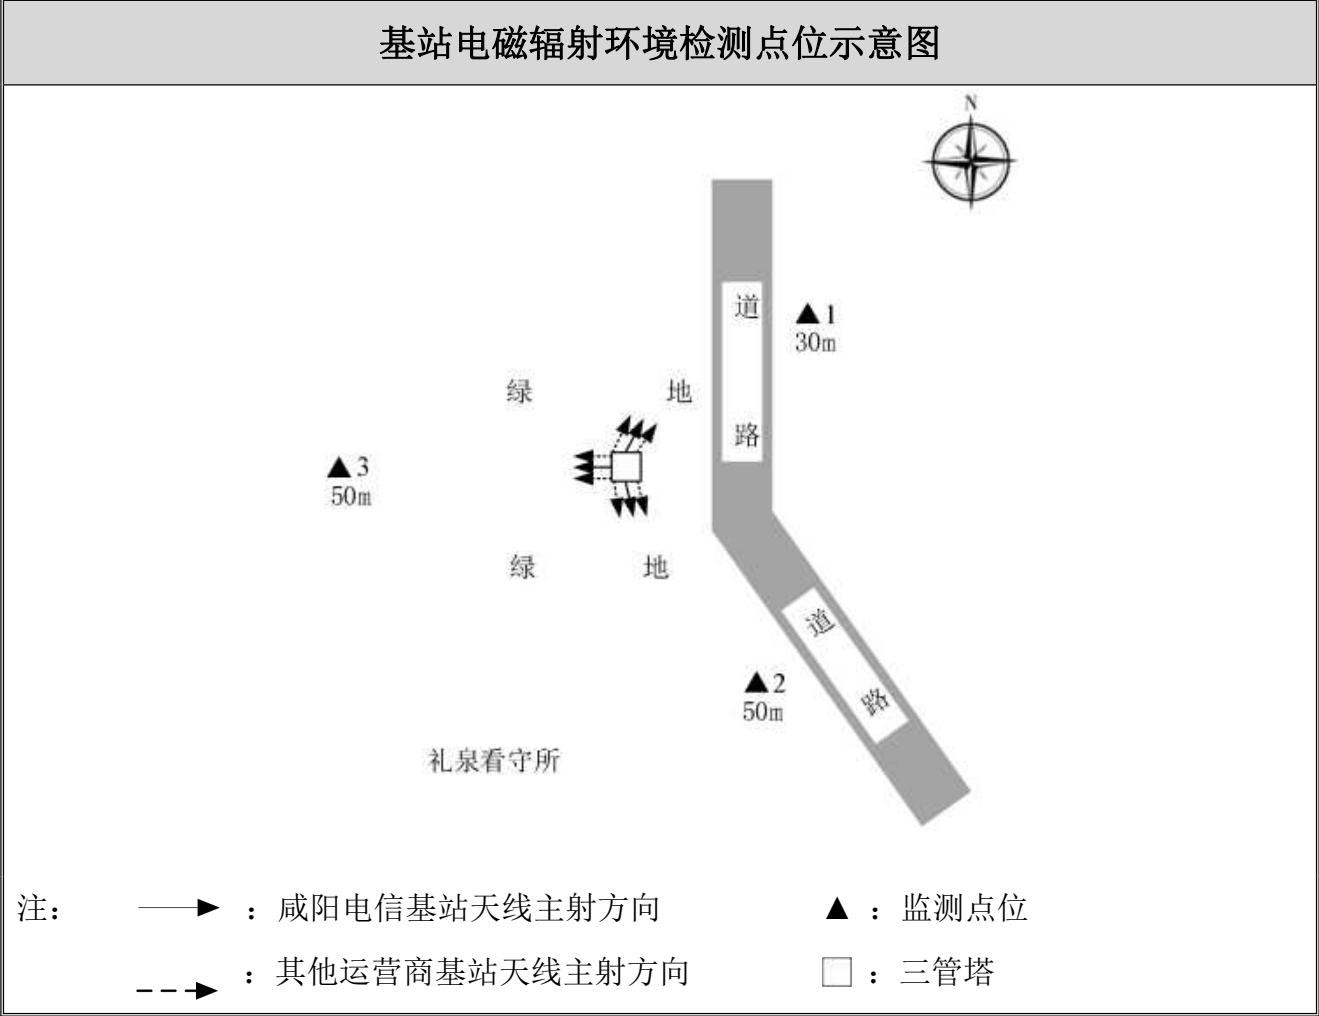 基站电磁辐射环境检测点位示意图
N
道
路
▲1
30m
绿 地
▲3
50m
绿 地
道
路
▲2
50m
礼泉看守所
注： ：咸阳电信基站天线主射方向 ▲：监测点位
：其他运营商基站天线主射方向 ：三管塔